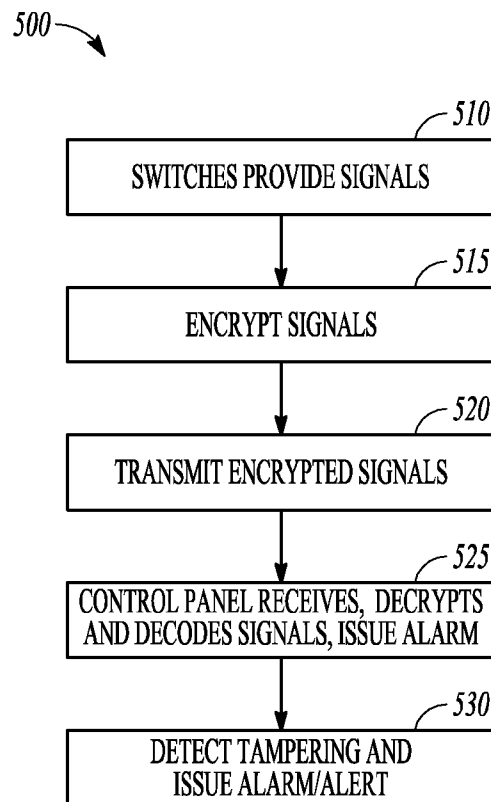 500
510
SWITCHES PROVIDE SIGNALS
515
ENCRYPT SIGNALS
520
TRANSMIT ENCRYPTED SIGNALS
525
CONTROL PANEL RECEIVES, DECRYPTS
AND DECODES SIGNALS, ISSUE ALARM
530
DETECT TAMPERING AND
ISSUE ALARM/ALERT